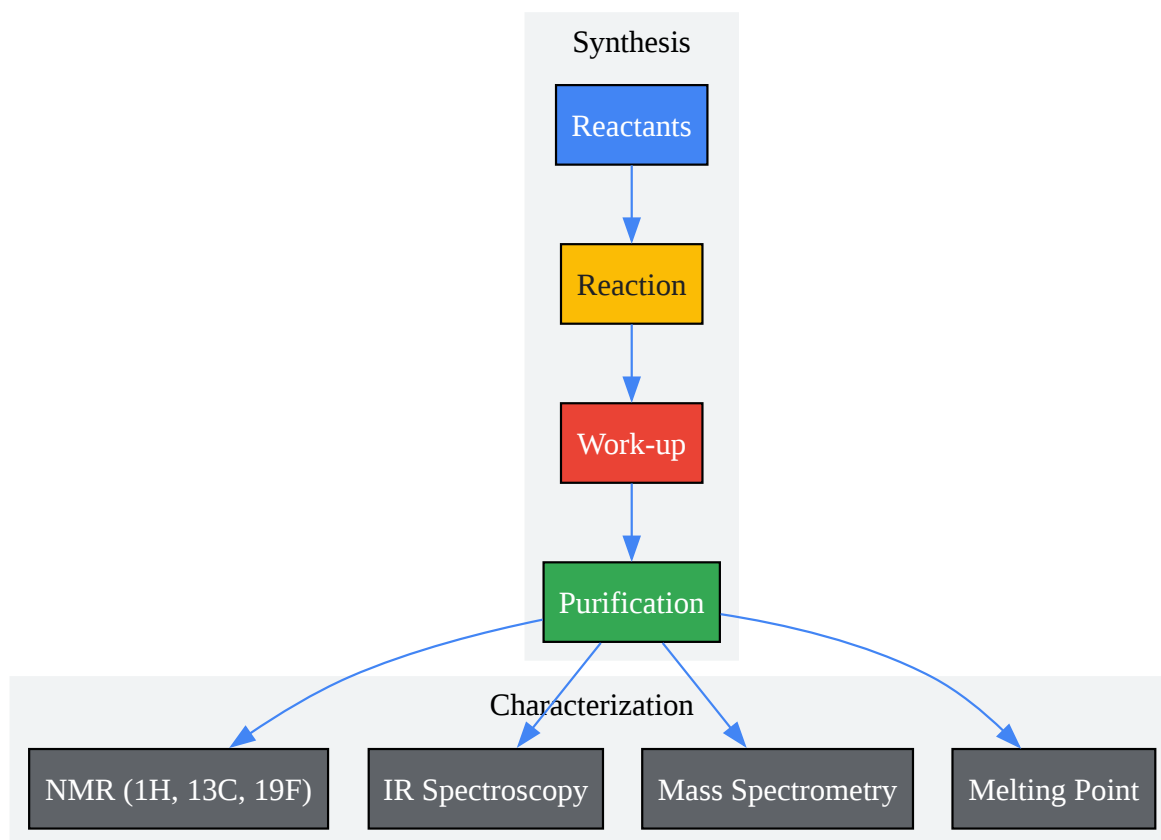 Synthesis
Reactants
Reaction
Work-up
Purification
Characterization
NMR (1H, 13C, 19F)
IR Spectroscopy
Mass Spectrometry
Melting Point